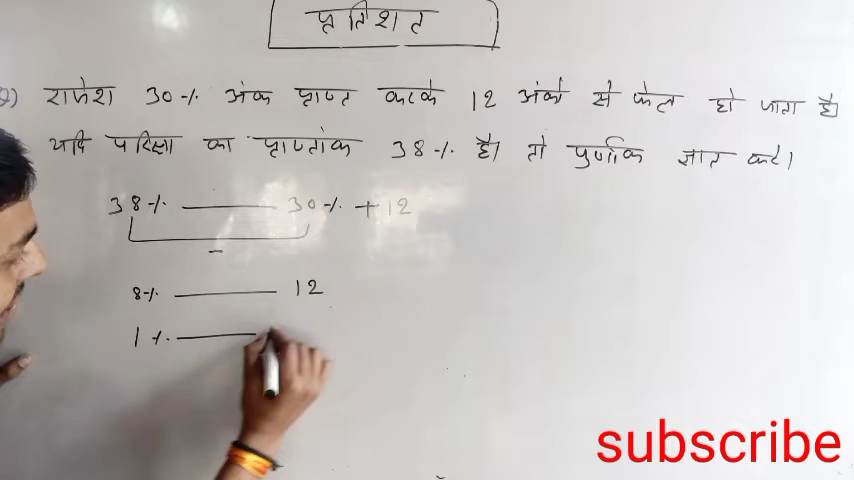 प्रतिशत
राजेश 30% अंक प्राप्त करके 12 अंको से फेल हो जाता है।
यदि परिक्षा का प्राप्तांक 38% है। तो पुर्णांक ज्ञात करे।
38% —— 30% + 12
-
8% —— 12
1% ——
subscribe